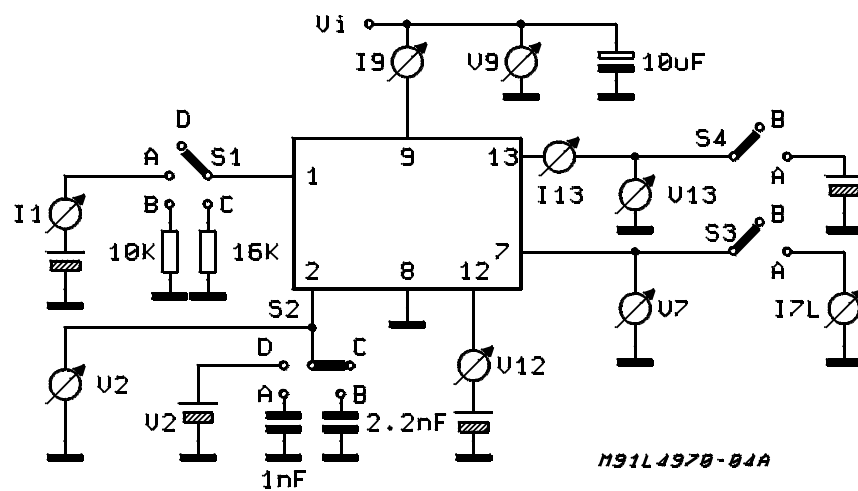 Vi
I9
V9
10uF
D
A
S1
I1
B
C
10K
16K
1
9
13
7
2
8
12
I13
V13
S4
B
A
S3
B
A
V7
I7L
S2
V2
D
C
A
B
V2
1nF
2.2nF
V12
M91L4970-04A